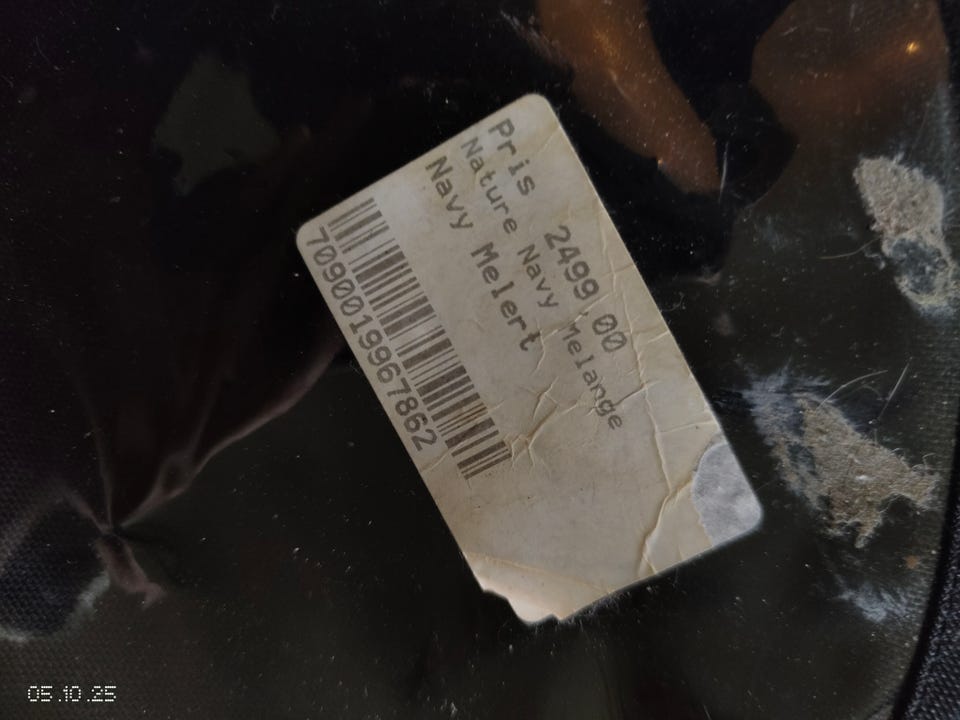 Pris 2499,00
Nature Navy Melange
Navy Melert
7090019967862
05.10.25